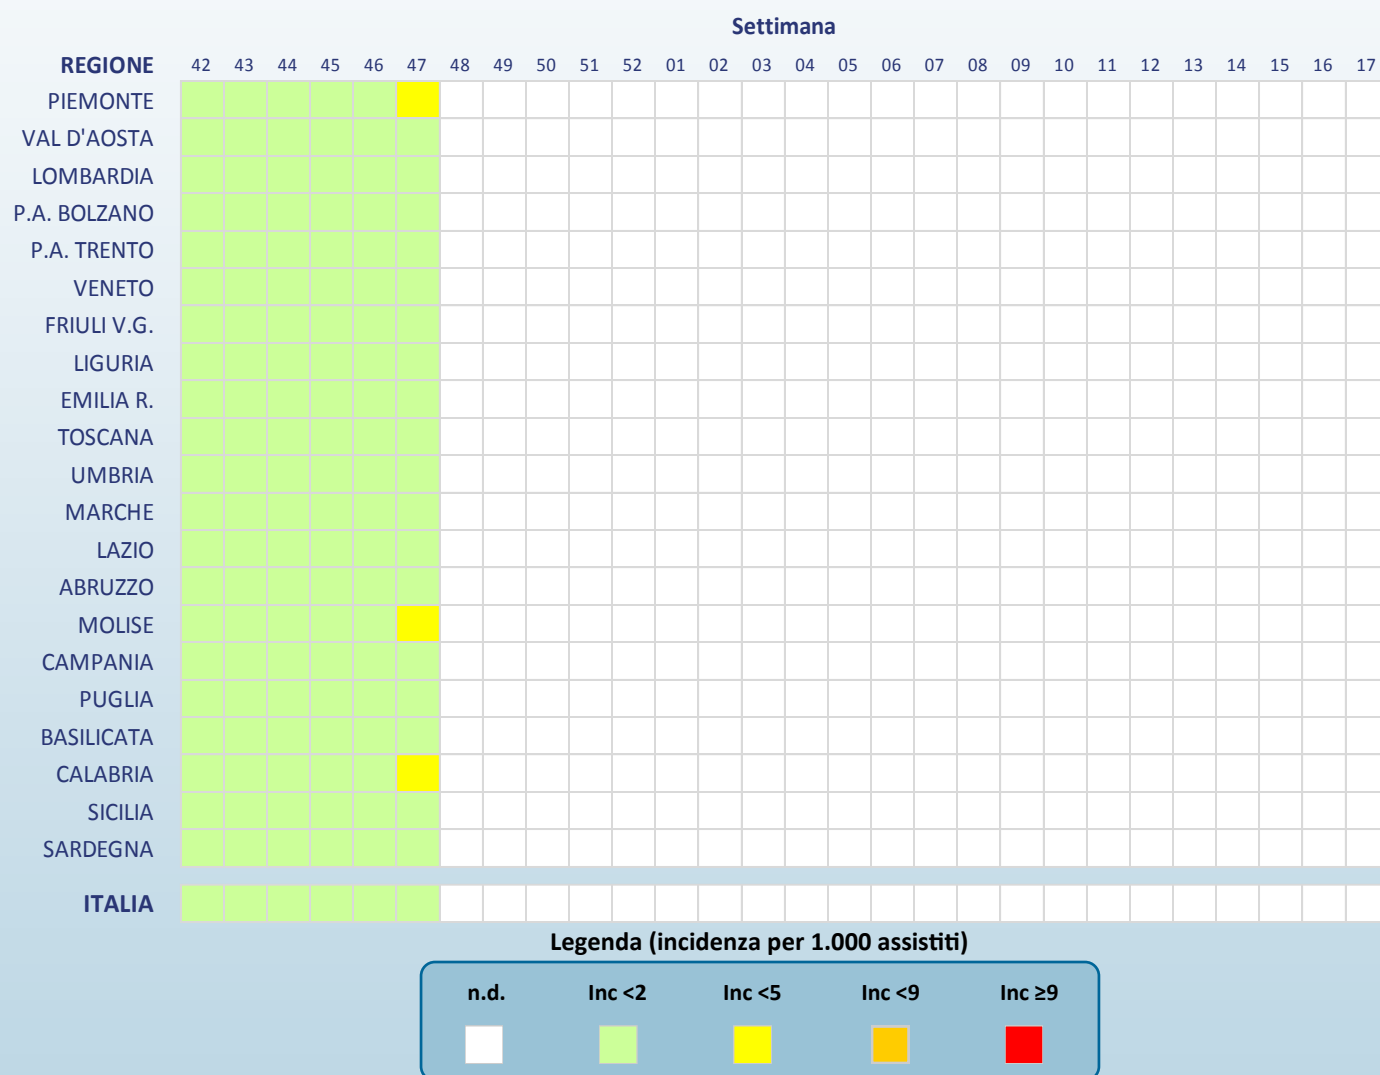 Settimana
REGIONE 42 43 44 45 46 47 48 49 50 51 52 01 02 03 04 05 06 07 08 09 10 11 12 13 14 15 16 17
PIEMONTE
VAL D'AOSTA
LOMBARDIA
P.A. BOLZANO
P.A. TRENTO
VENETO
FRIULI V.G.
LIGURIA
EMILIA R.
TOSCANA
UMBRIA
MARCHE
LAZIO
ABRUZZO
MOLISE
CAMPANIA
PUGLIA
BASILICATA
CALABRIA
SICILIA
SARDEGNA
ITALIA
Legenda (incidenza per 1.000 assistiti)
n.d. Inc <2 Inc <5 Inc <9 Inc ≥9